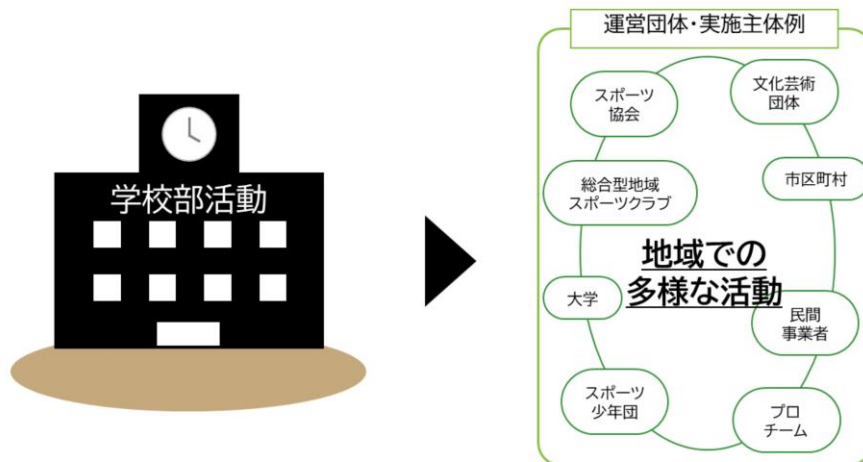 学校部活動
運営団体・実施主体例
スポーツ
協会
文化芸術
団体
総合型地域
スポーツクラブ
市区町村
地域での
多様な活動
大学
民間
事業者
スポーツ
少年団
プロ
チーム